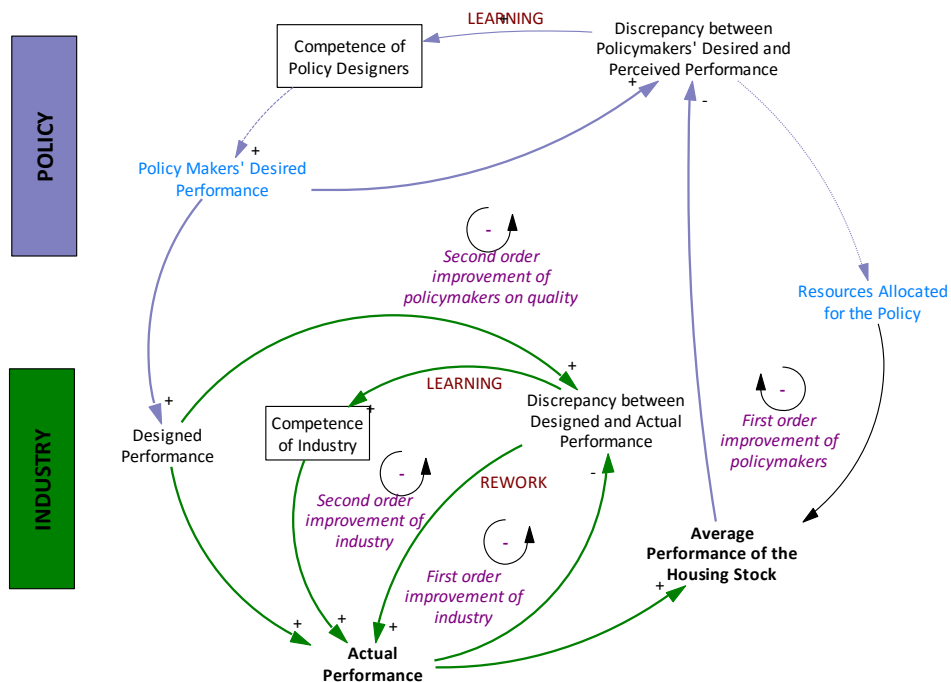 POLICY
LEARNING
+
Competence of
Policy Designers
Discrepancy between
Policymakers' Desired and
Perceived Performance
+
-
+
Policy Makers' Desired
Performance
-
Second order
improvement of
policymakers on quality
Resources Allocated
for the Policy
INDUSTRY
LEARNING
+
+
+
Designed
Performance
Competence
of Industry
Discrepancy between
Designed and Actual
Performance
-
First order
improvement of
policymakers
-
Second order
improvement of
industry
REWORK
-
-
First order
improvement of
industry
Average
Performance of the
Housing Stock
+
+
+
+
Actual
Performance